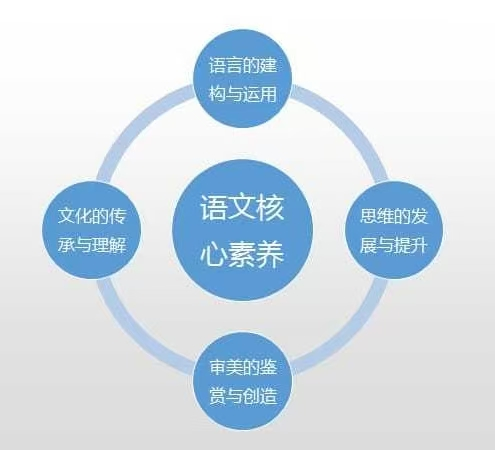 语言的建
构与运用
文化的传
承与理解
语文核
心素养
思维的发
展与提升
审美的鉴
赏与创造